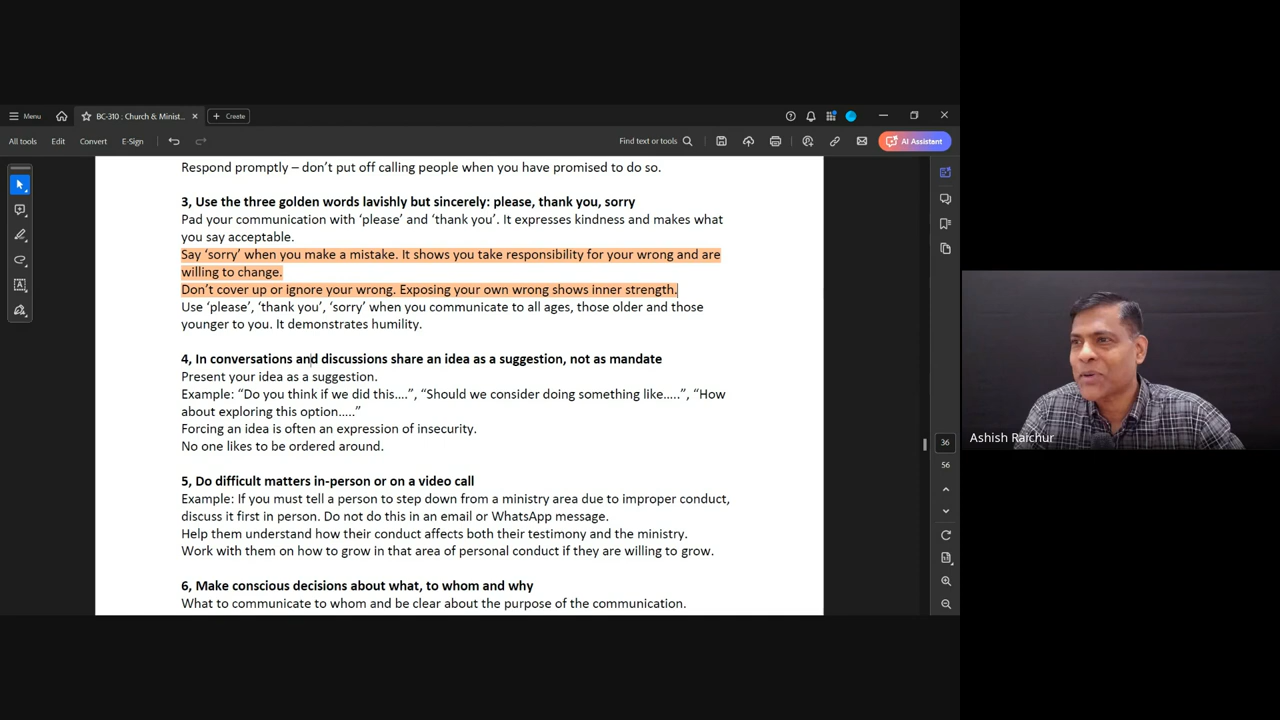 Menu
BC-310 : Church & Minist...
Create
All tools
Edit
Convert
E-Sign
Find text or tools
AI Assistant
Respond promptly – don’t put off calling people when you have promised to do so.
3, Use the three golden words lavishly but sincerely: please, thank you, sorry
Pad your communication with ‘please’ and ‘thank you’. It expresses kindness and makes what
you say acceptable.
Say ‘sorry’ when you make a mistake. It shows you take responsibility for your wrong and are
willing to change.
Don’t cover up or ignore your wrong. Exposing your own wrong shows inner strength.
Use ‘please’, ‘thank you’, ‘sorry’ when you communicate to all ages, those older and those
younger to you. It demonstrates humility.
4, In conversations and discussions share an idea as a suggestion, not as mandate
Present your idea as a suggestion.
Example: “Do you think if we did this....”, “Should we consider doing something like.....”, “How
about exploring this option.....”
Forcing an idea is often an expression of insecurity.
No one likes to be ordered around.
5, Do difficult matters in-person or on a video call
Example: If you must tell a person to step down from a ministry area due to improper conduct,
discuss it first in person. Do not do this in an email or WhatsApp message.
Help them understand how their conduct affects both their testimony and the ministry.
Work with them on how to grow in that area of personal conduct if they are willing to grow.
6, Make conscious decisions about what, to whom and why
What to communicate to whom and be clear about the purpose of the communication.
36
56
Ashish Raichur